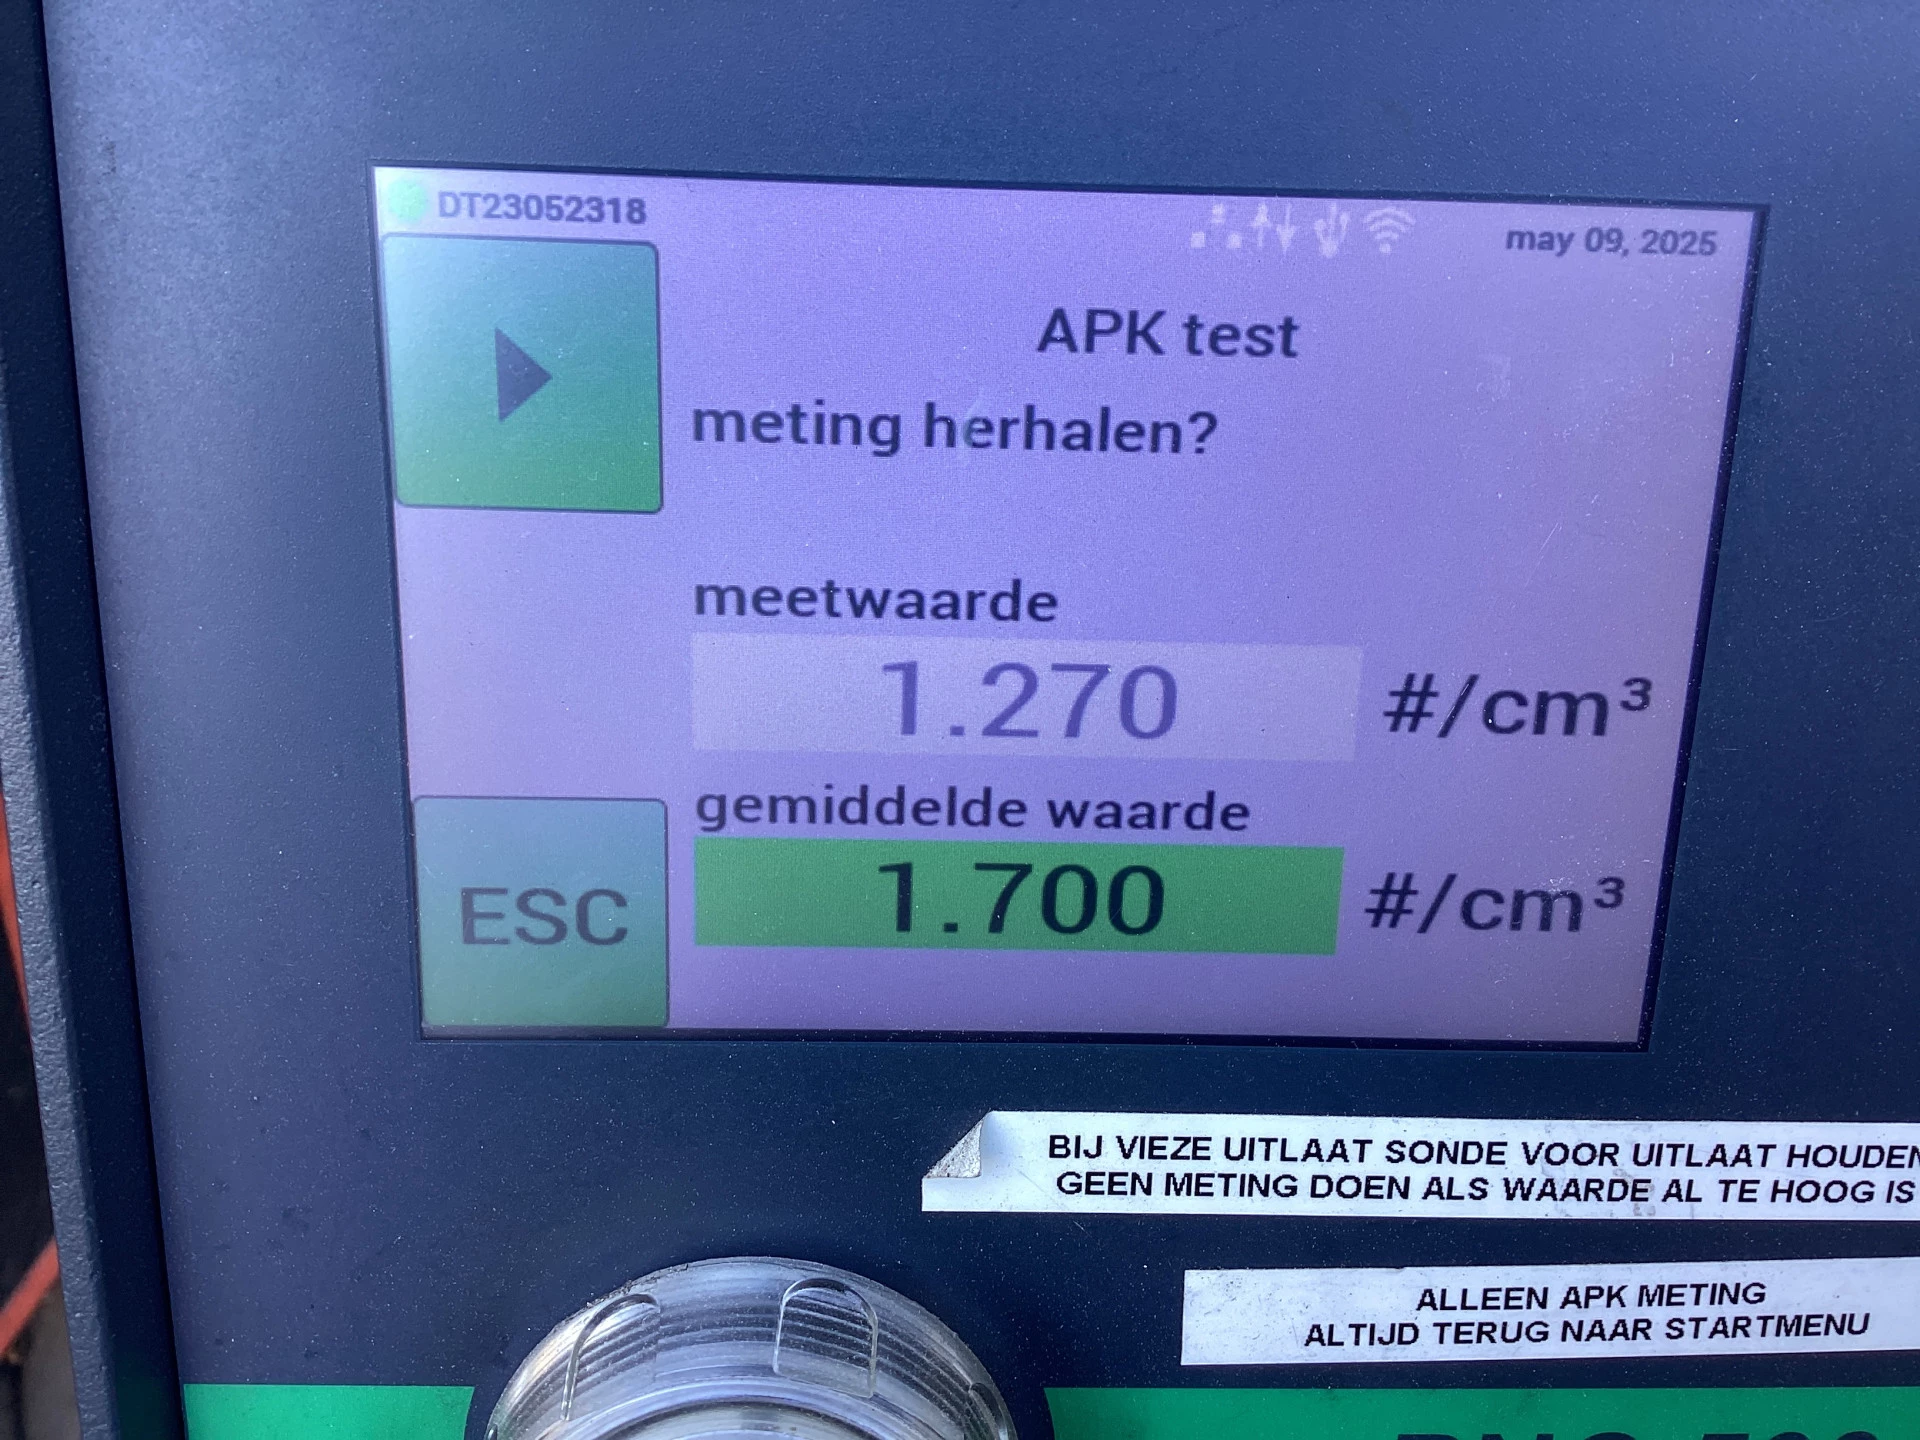 DT23052318
may 09, 2025
APK test
meting herhalen?
meetwaarde
1.270 #/cm³
gemiddelde waarde
1.700 #/cm³
ESC
BIJ VIEZE UITLAAT SONDE VOOR UITLAAT HOUDEN
GEEN METING DOEN ALS WAARDE AL TE HOOG IS
ALLEEN APK METING
ALTIJD TERUG NAAR STARTMENU